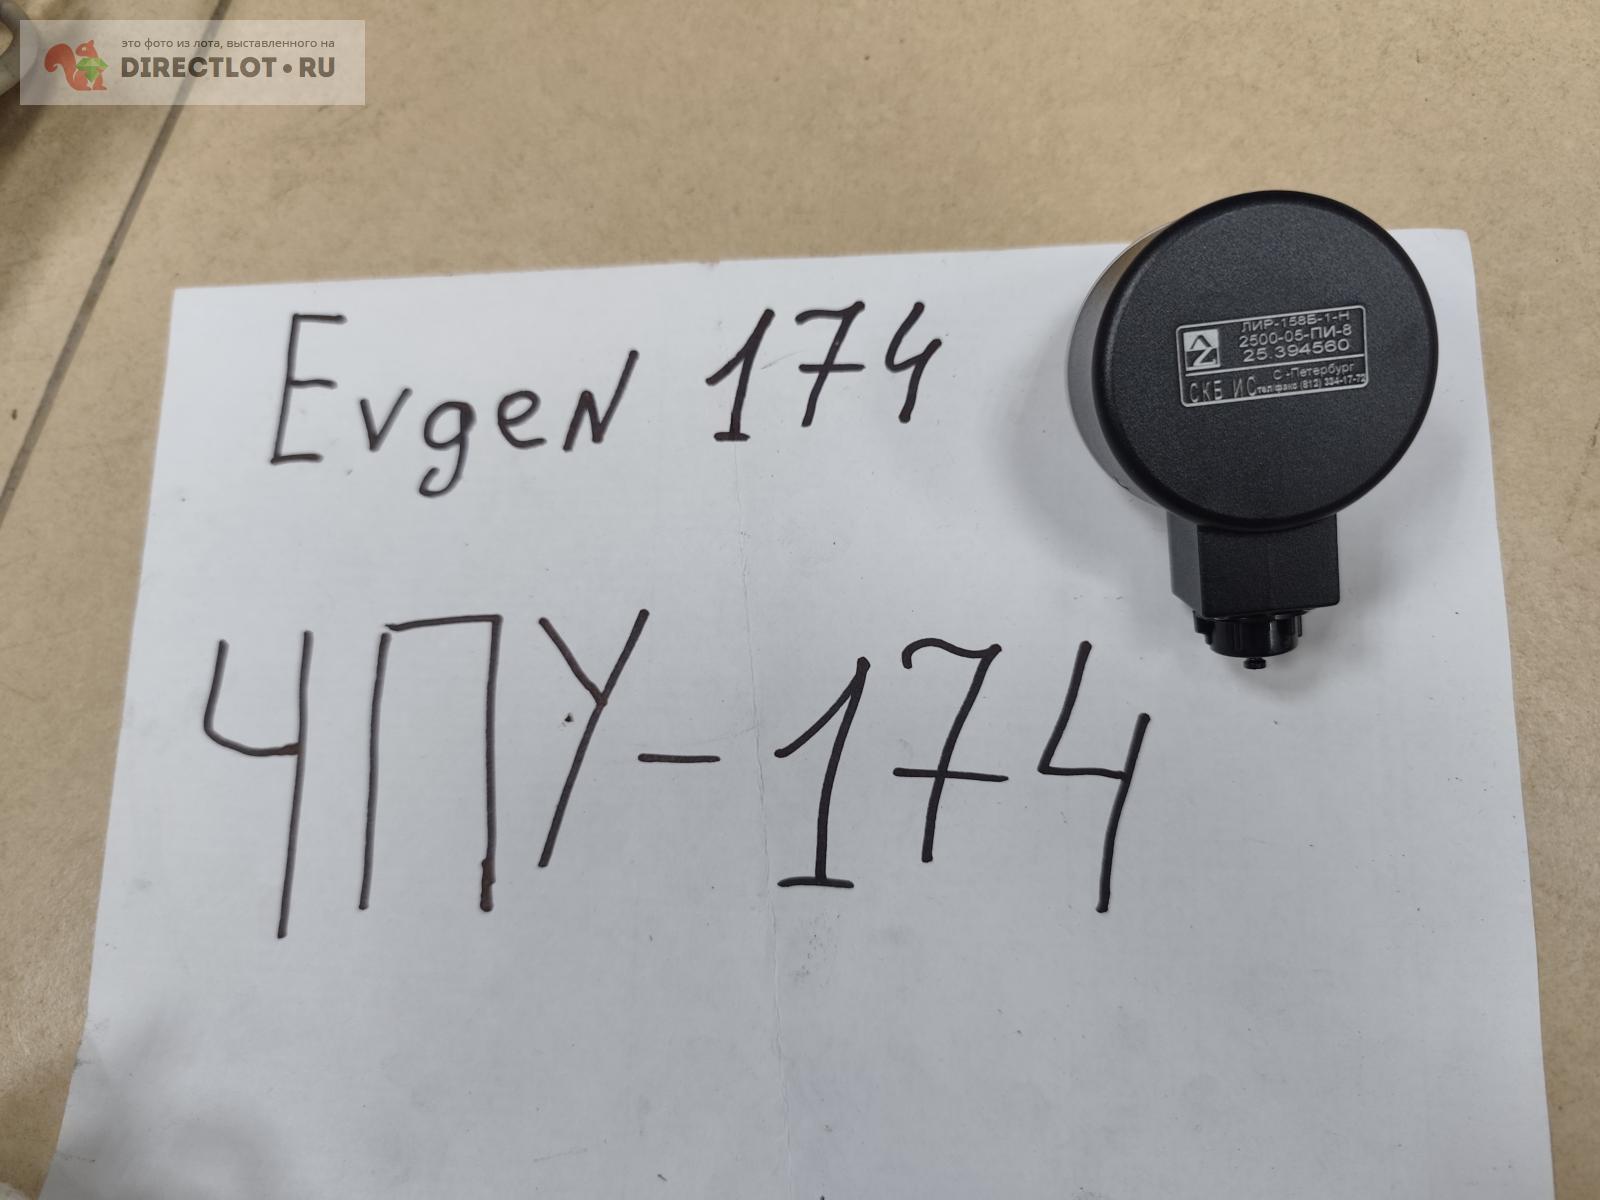 это фото из лота, выставленного на
DIRECTLOT•RU
Evgen 174
ЧПУ-174
ЛИР-158Б-1-Н
2500-05-ПИ-8
25.394560
С.-Петербург
СКБ ИС тел/факс (812) 334-17-72